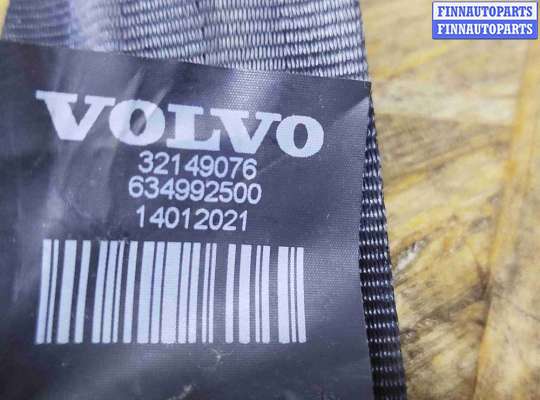 FINNAUTOPARTS
FINNAUTOPARTS
VOLVO
32149076
634992500
14012021